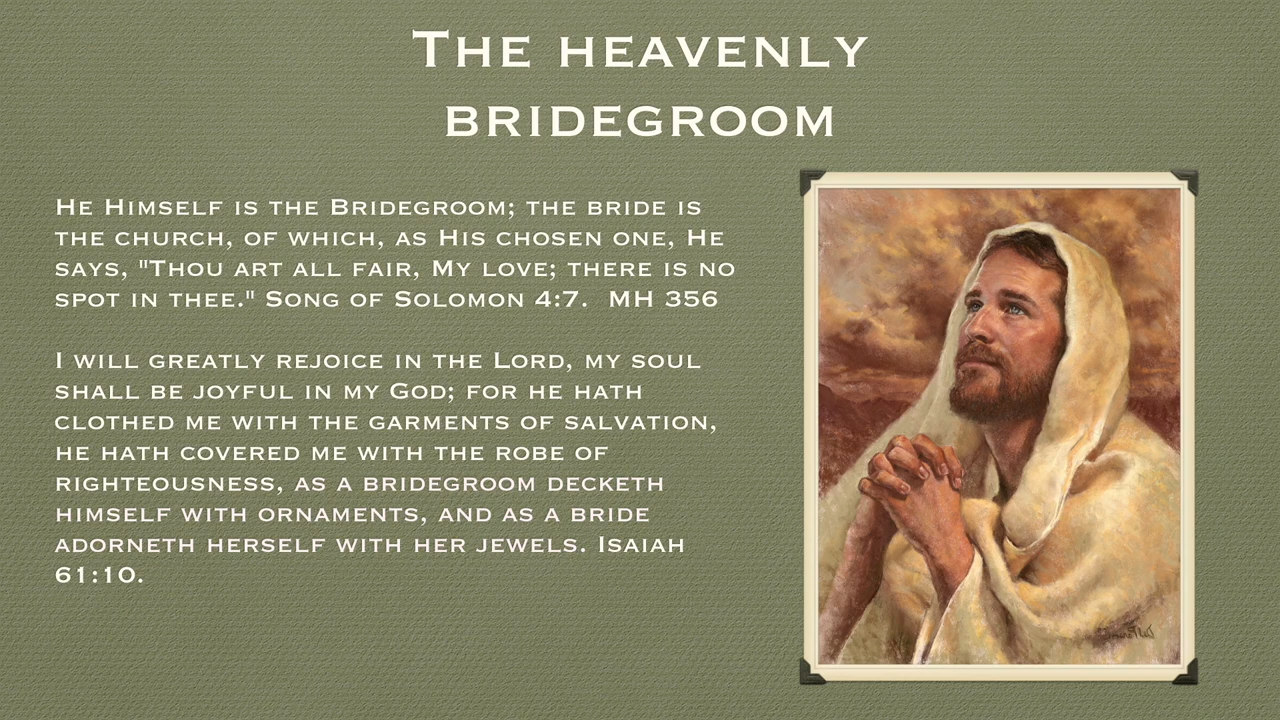 The heavenly
bridegroom
He Himself is the Bridegroom; the bride is
the church, of which, as His chosen one, He
says, "Thou art all fair, My love; there is no
spot in thee." Song of Solomon 4:7.  MH 356
I will greatly rejoice in the Lord, my soul
shall be joyful in my God; for he hath
clothed me with the garments of salvation,
he hath covered me with the robe of
righteousness, as a bridegroom decketh
himself with ornaments, and as a bride
adorneth herself with her jewels. Isaiah
61:10.